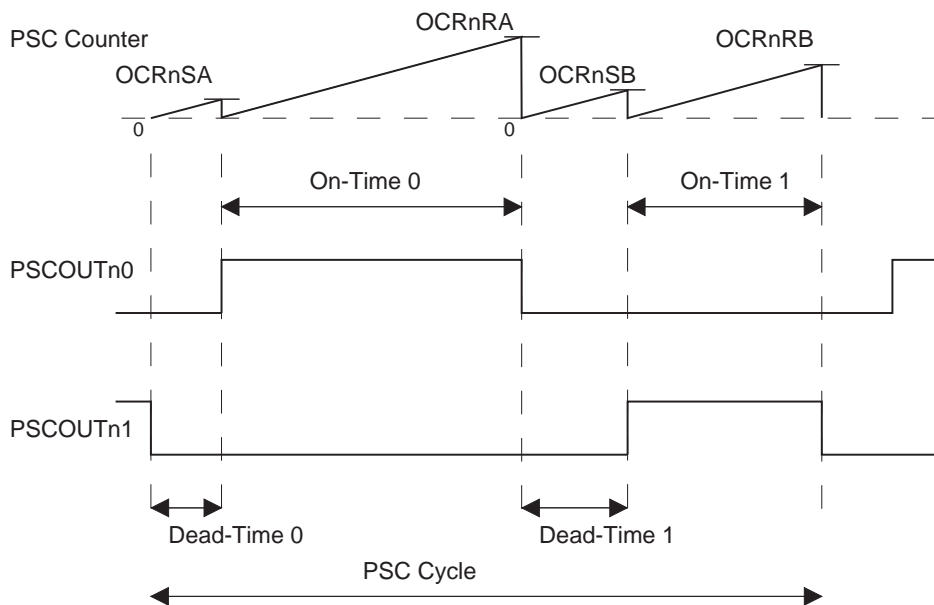 OCRnRA
PSC Counter
OCRnRB
OCRnSA
OCRnSB
0
0
On-Time 0
On-Time 1
PSCOUTn0
PSCOUTn1
Dead-Time 0
Dead-Time 1
PSC Cycle